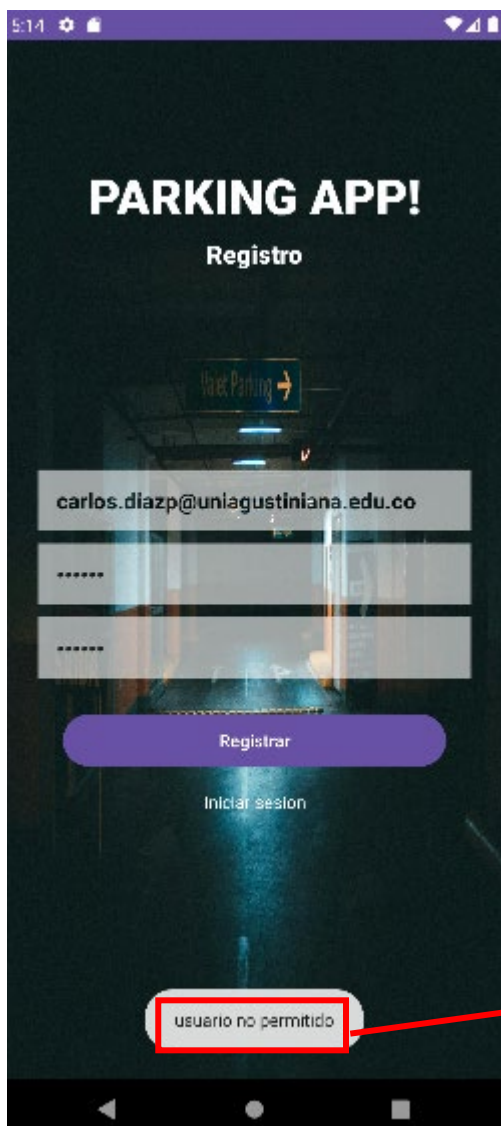 5:14
PARKING APP!
Registro
Valet Parking →
carlos.diazp@uniagustiniana.edu.co
••••••
••••••
Registrar
Iniciar sesion
usuario no permitido